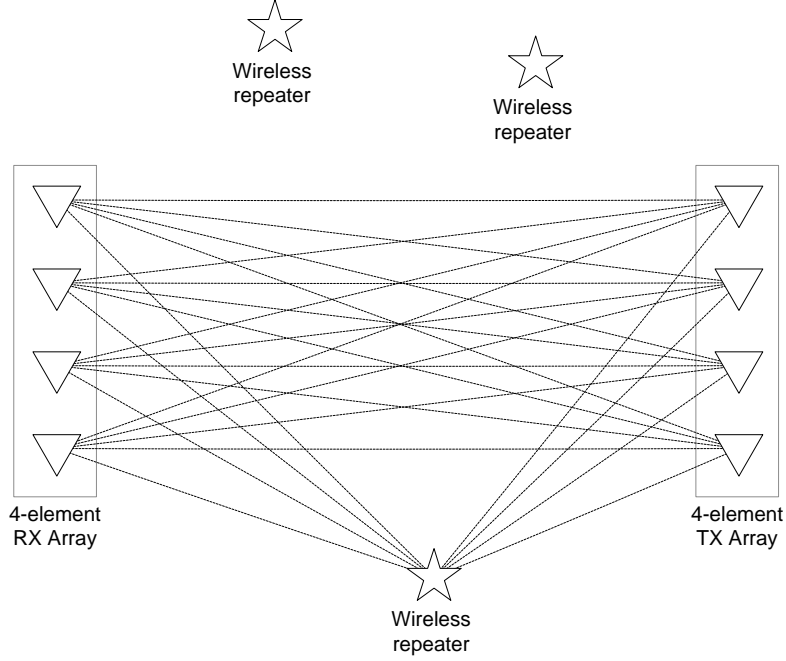 Wireless
repeater
Wireless
repeater
4-element
RX Array
4-element
TX Array
Wireless
repeater